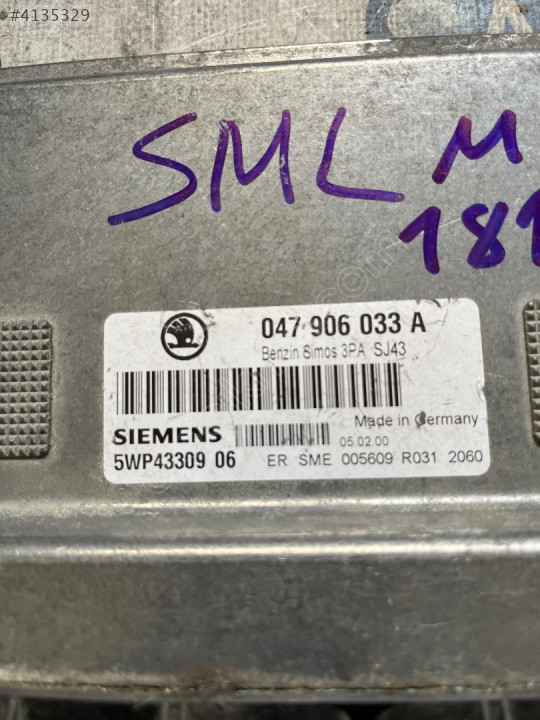 #4135329
SML M
181
047 906 033 A
Benzin Simos 3PA SJ43
Made in Germany
SIEMENS
05.02.00
5WP43309 06 ER SME 005609 R031 2060